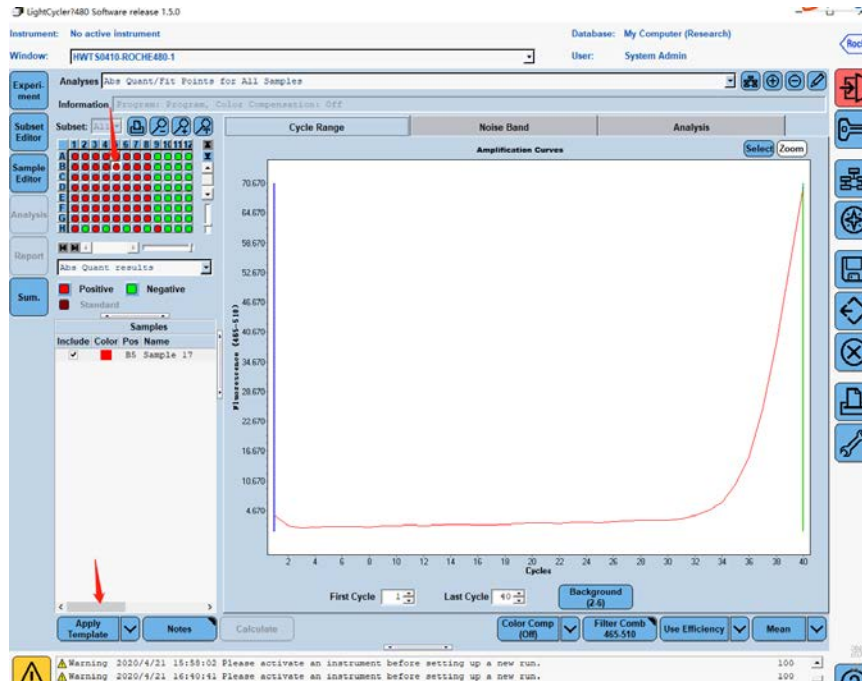 LightCycler?480 Software release 1.5.0
Instrument: No active instrument Database: My Computer (Research)
Window: HWTS0410-ROCHE480-1 User: System Admin
Roc
Experi-
ment
Analyses Abs Quant/Fit Points for All Samples
Information Program: Program, Color Compensation: Off
Subset
Editor
Subset: All
Cycle Range Noise Band Analysis
1 2 3 4 5 6 7 8 9 10 11 12
A
B
C
D
E
F
G
H
Amplification Curves
Select Zoom
Sample
Editor
Analysis
Report
Sum.
Abs Quant results
Positive Negative
Standard
Samples
Include Color Pos Name
B5 Sample 17
Fluorescence (465-510)
70.670
64.670
58.670
52.670
46.670
40.670
34.670
28.670
22.670
16.670
10.670
4.670
2 4 6 8 10 12 14 16 18 20 22 24 26 28 30 32 34 36 38 40
Cycles
First Cycle 1 Last Cycle 40 Background
(2-6)
Apply
Template
Notes
Calculate
Color Comp
(Off)
Filter Comb
465-510
Use Efficiency
Mean
Warning 2020/4/21 15:58:02 Please activate an instrument before setting up a new run. 100
Warning 2020/4/21 16:40:41 Please activate an instrument before setting up a new run. 100